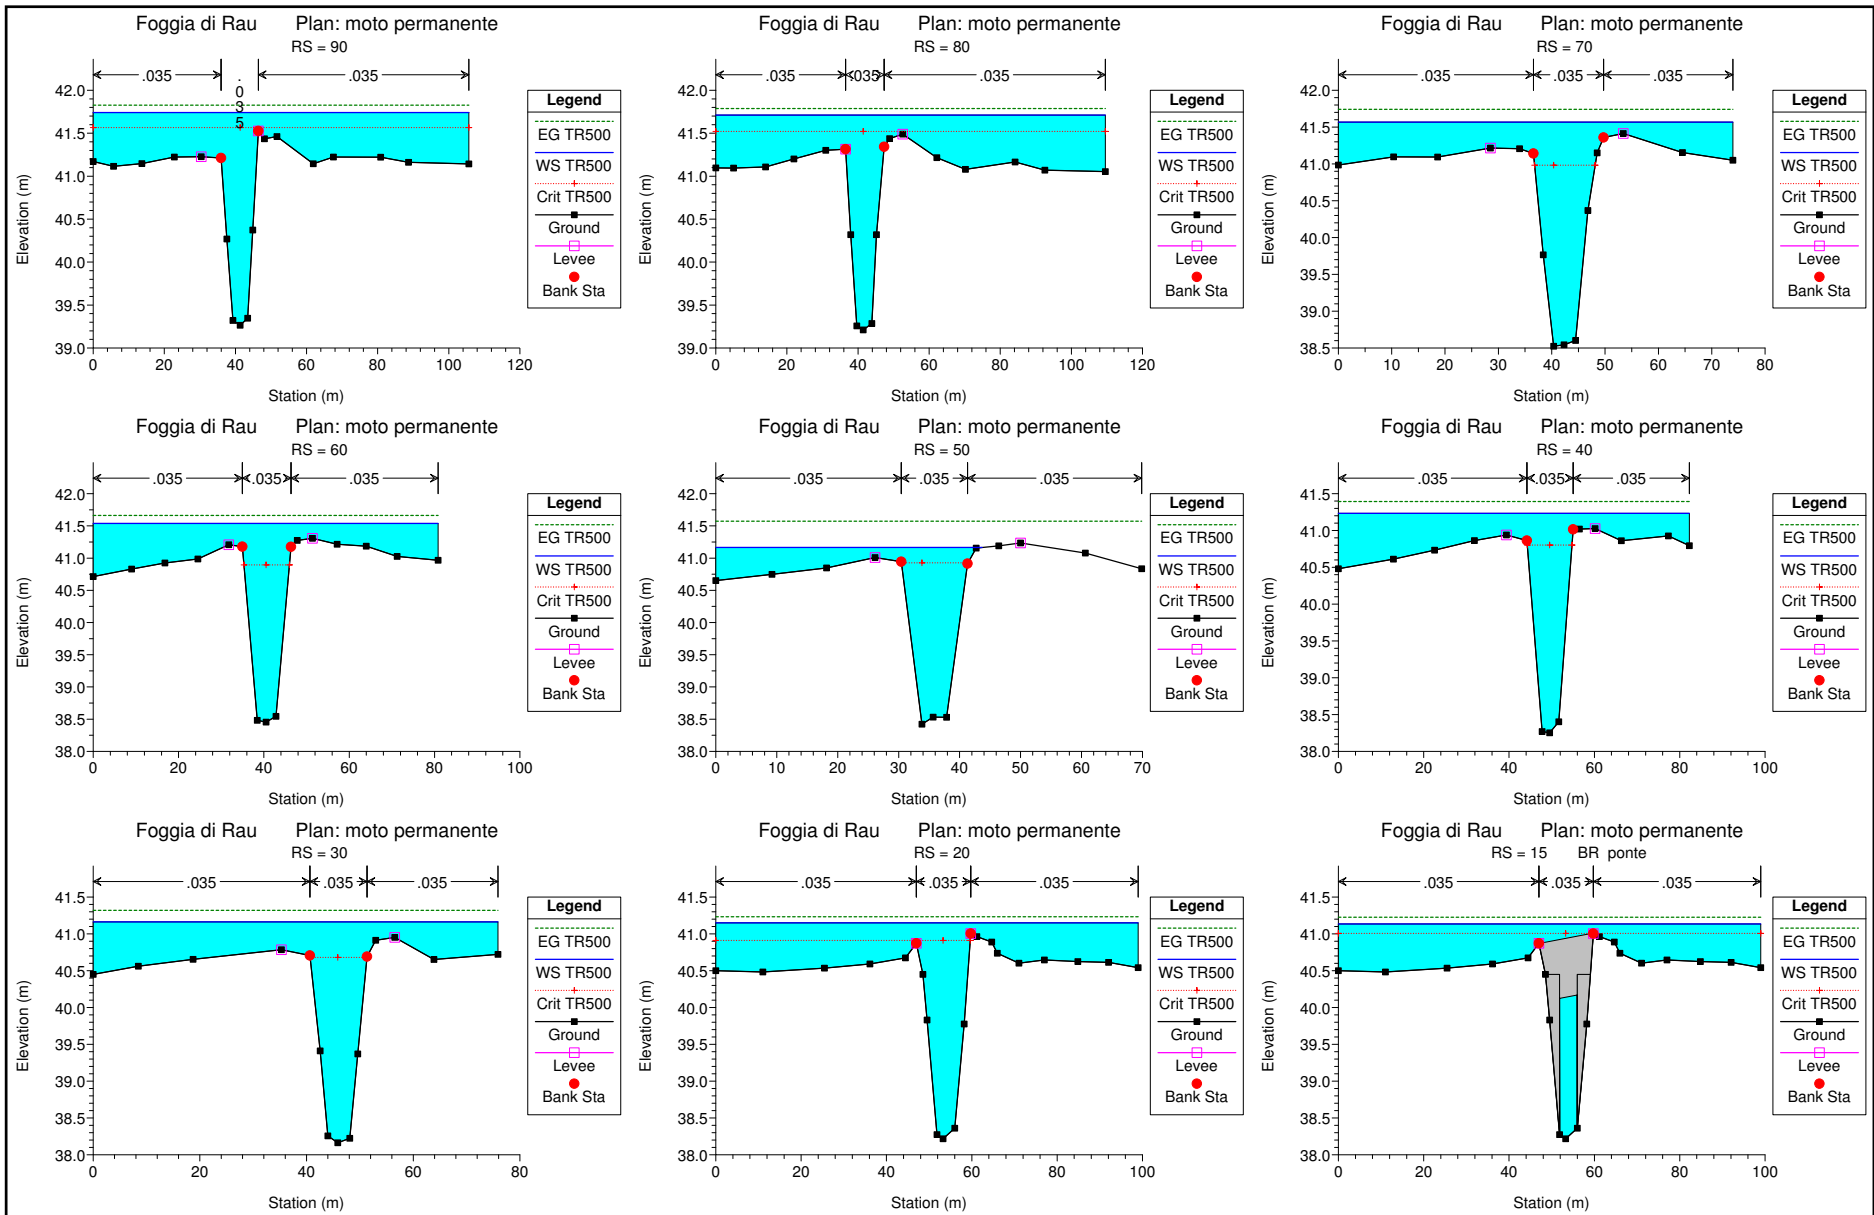 Foggia di Rau Plan: moto permanente
RS = 90
.035 .035 .035
Elevation (m)
42.0
41.5
41.0
40.5
40.0
39.5
39.0
0 20 40 60 80 100 120
Station (m)
Legend
EG TR500
WS TR500
Crit TR500
Ground
Levee
Bank Sta
Foggia di Rau Plan: moto permanente
RS = 80
.035 .035 .035
Elevation (m)
42.0
41.5
41.0
40.5
40.0
39.5
39.0
0 20 40 60 80 100 120
Station (m)
Legend
EG TR500
WS TR500
Crit TR500
Ground
Levee
Bank Sta
Foggia di Rau Plan: moto permanente
RS = 70
.035 .035 .035
Elevation (m)
42.0
41.5
41.0
40.5
40.0
39.5
39.0
38.5
0 10 20 30 40 50 60 70 80
Station (m)
Legend
EG TR500
WS TR500
Crit TR500
Ground
Levee
Bank Sta
Foggia di Rau Plan: moto permanente
RS = 60
.035 .035 .035
Elevation (m)
42.0
41.5
41.0
40.5
40.0
39.5
39.0
38.5
38.0
0 20 40 60 80 100
Station (m)
Legend
EG TR500
WS TR500
Crit TR500
Ground
Levee
Bank Sta
Foggia di Rau Plan: moto permanente
RS = 50
.035 .035 .035
Elevation (m)
42.0
41.5
41.0
40.5
40.0
39.5
39.0
38.5
38.0
0 10 20 30 40 50 60 70
Station (m)
Legend
EG TR500
WS TR500
Crit TR500
Ground
Levee
Bank Sta
Foggia di Rau Plan: moto permanente
RS = 40
.035 .035 .035
Elevation (m)
41.5
41.0
40.5
40.0
39.5
39.0
38.5
38.0
0 20 40 60 80 100
Station (m)
Legend
EG TR500
WS TR500
Crit TR500
Ground
Levee
Bank Sta
Foggia di Rau Plan: moto permanente
RS = 30
.035 .035 .035
Elevation (m)
41.5
41.0
40.5
40.0
39.5
39.0
38.5
38.0
0 20 40 60 80
Station (m)
Legend
EG TR500
WS TR500
Crit TR500
Ground
Levee
Bank Sta
Foggia di Rau Plan: moto permanente
RS = 20
.035 .035 .035
Elevation (m)
41.5
41.0
40.5
40.0
39.5
39.0
38.5
38.0
0 20 40 60 80 100
Station (m)
Legend
EG TR500
WS TR500
Crit TR500
Ground
Levee
Bank Sta
Foggia di Rau Plan: moto permanente
RS = 15 BR ponte
.035 .035 .035
Elevation (m)
41.5
41.0
40.5
40.0
39.5
39.0
38.5
38.0
0 20 40 60 80 100
Station (m)
Legend
EG TR500
WS TR500
Crit TR500
Ground
Levee
Bank Sta